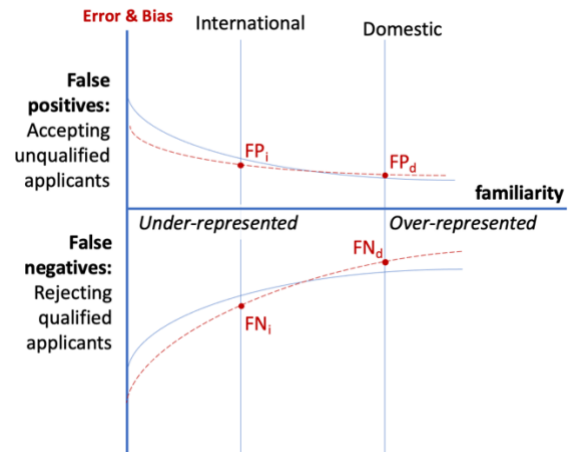 Error & Bias
International
Domestic
False
positives:
Accepting
unqualified
applicants
FPi
FPd
familiarity
Under-represented
Over-represented
False
negatives:
Rejecting
qualified
applicants
FNd
FNi